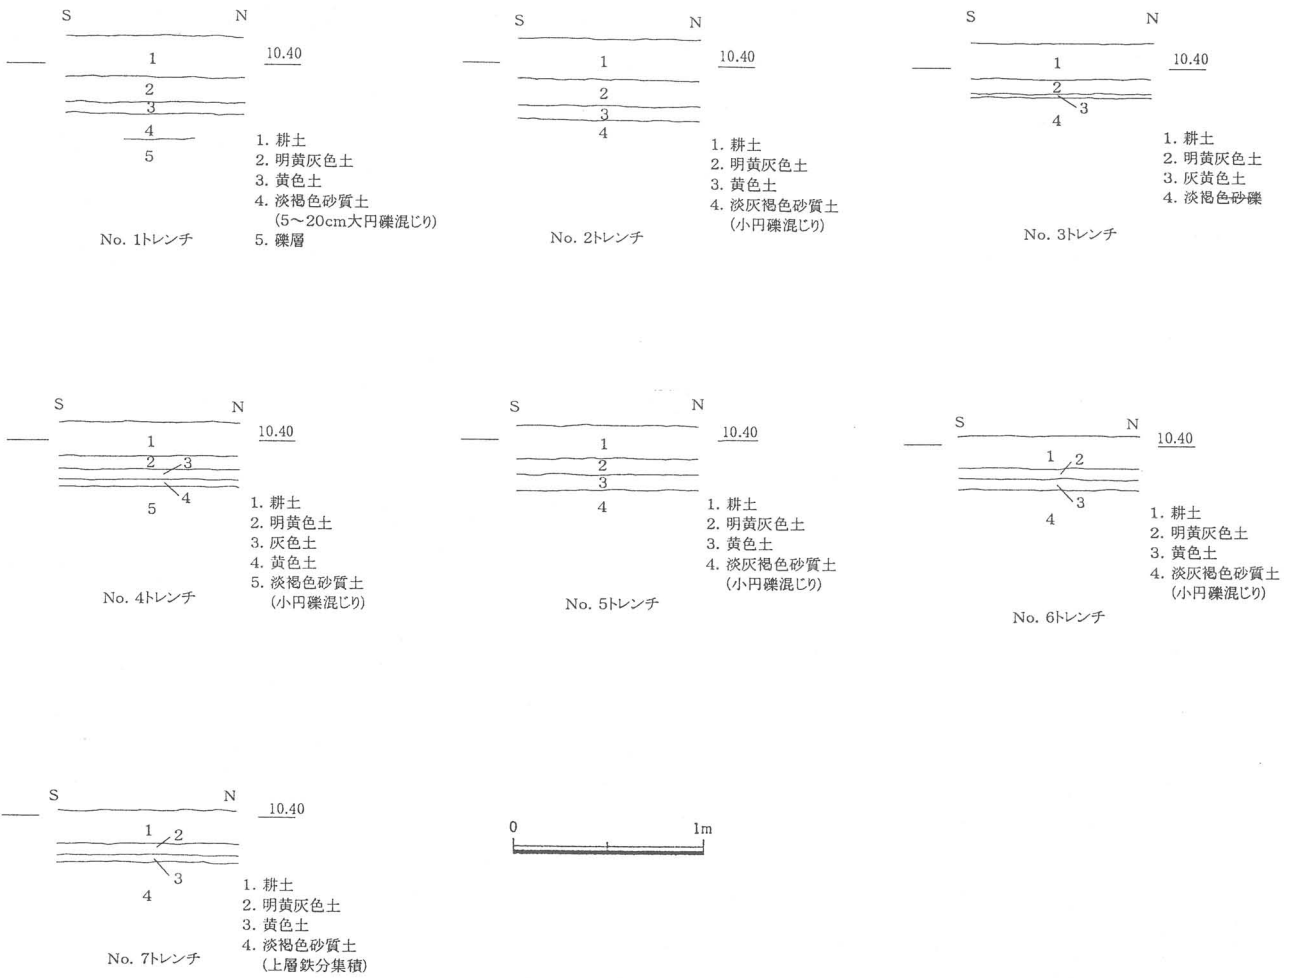 S N
10.40
1
2
3
4
5
1. 耕土
2. 明黄灰色土
3. 黄色土
4. 淡褐色砂質土
(5～20cm大円礫混じり)
5. 礫層
No. 1トレンチ
S N
10.40
1
2
3
4
1. 耕土
2. 明黄灰色土
3. 黄色土
4. 淡灰褐色砂質土
(小円礫混じり)
No. 2トレンチ
S N
10.40
1
2
3
4
1. 耕土
2. 明黄灰色土
3. 灰黄色土
4. 淡褐色砂礫
No. 3トレンチ
S N
10.40
1
2 3
4
5
1. 耕土
2. 明黄色土
3. 灰色土
4. 黄色土
5. 淡褐色砂質土
(小円礫混じり)
No. 4トレンチ
S N
10.40
1
2
3
4
1. 耕土
2. 明黄灰色土
3. 黄色土
4. 淡灰褐色砂質土
(小円礫混じり)
No. 5トレンチ
S N
10.40
1 2
3
4
1. 耕土
2. 明黄灰色土
3. 黄色土
4. 淡灰褐色砂質土
(小円礫混じり)
No. 6トレンチ
S N
10.40
1 2
3
4
1. 耕土
2. 明黄灰色土
3. 黄色土
4. 淡褐色砂質土
(上層鉄分集積)
No. 7トレンチ
0 1m